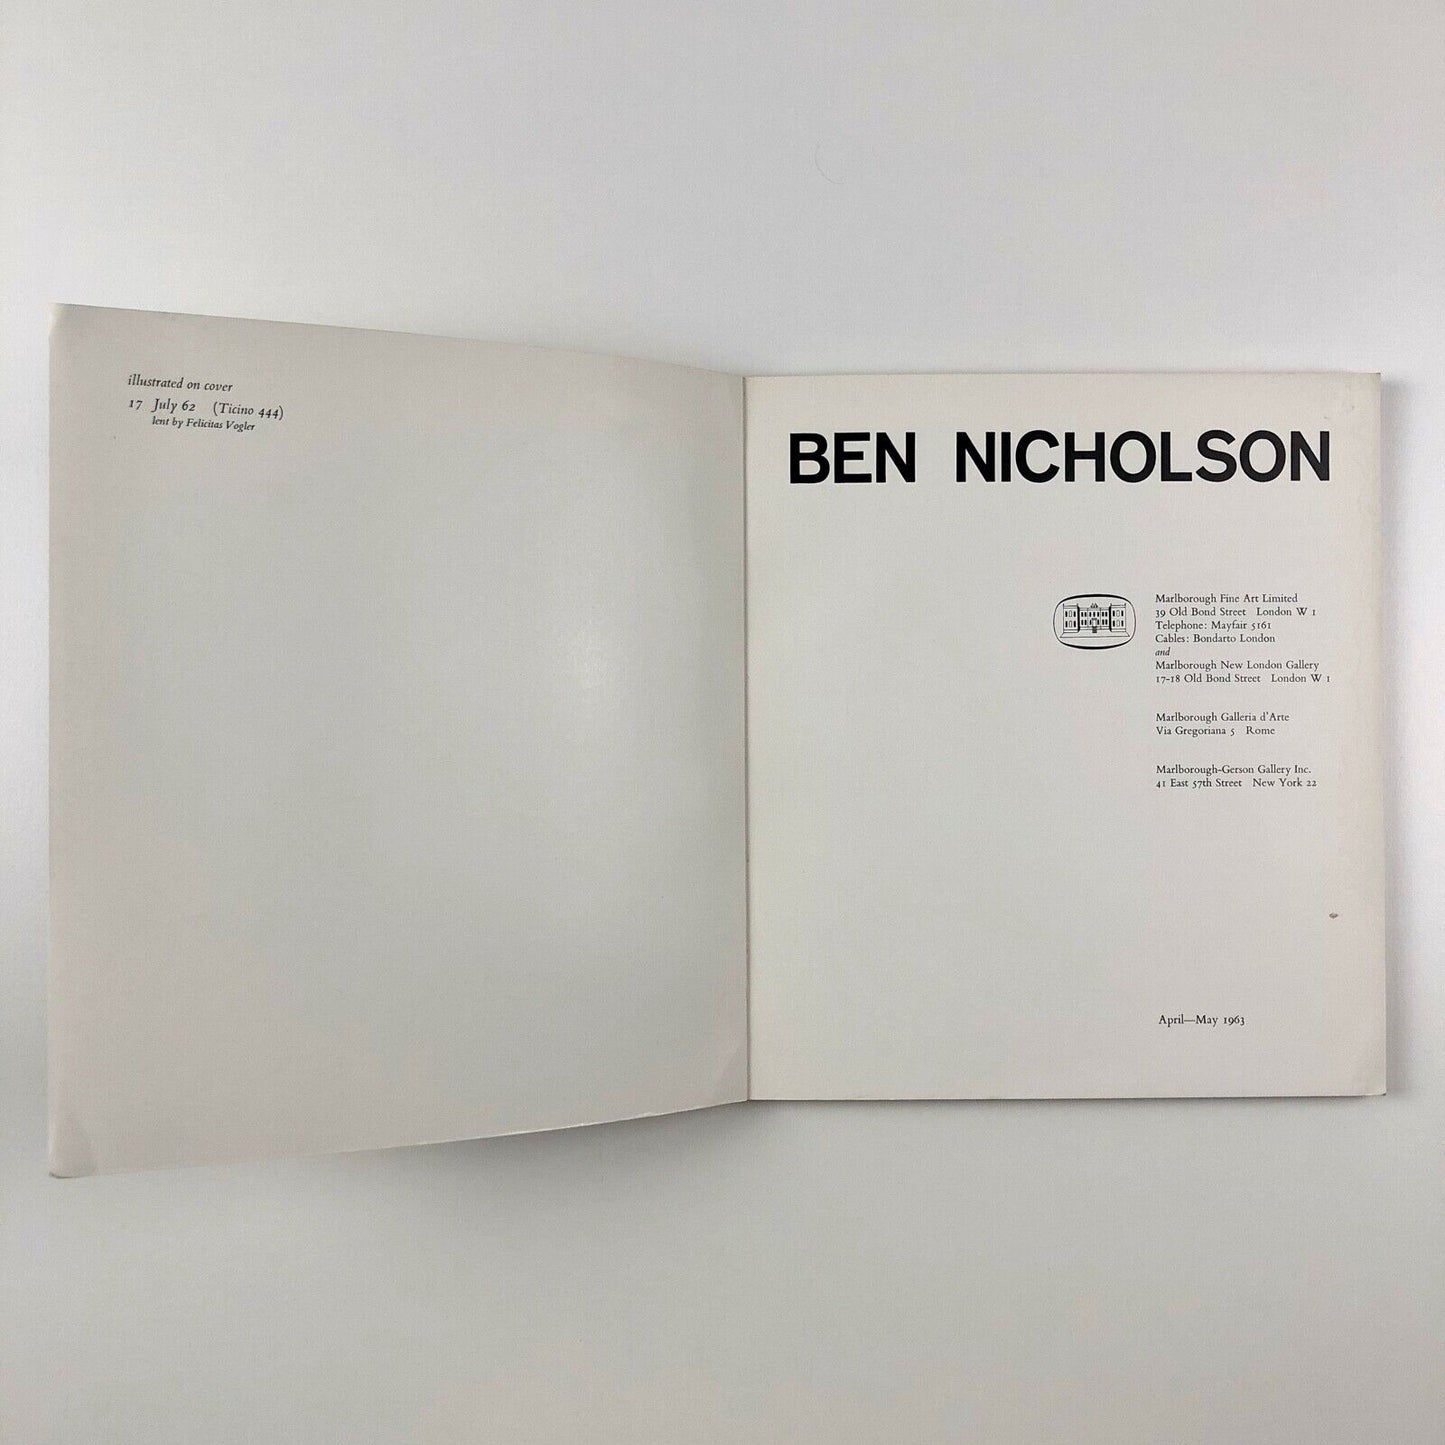 illustrated on cover
17 July 62 (Ticino 444)
lent by Felicitas Vogler
BEN NICHOLSON
Marlborough Fine Art Limited
39 Old Bond Street London W 1
Telephone: Mayfair 5161
Cables: Bondarto London
and
Marlborough New London Gallery
17-18 Old Bond Street London W 1
Marlborough Galleria d'Arte
Via Gregoriana 5 Rome
Marlborough-Gerson Gallery Inc.
41 East 57th Street New York 22
April—May 1963